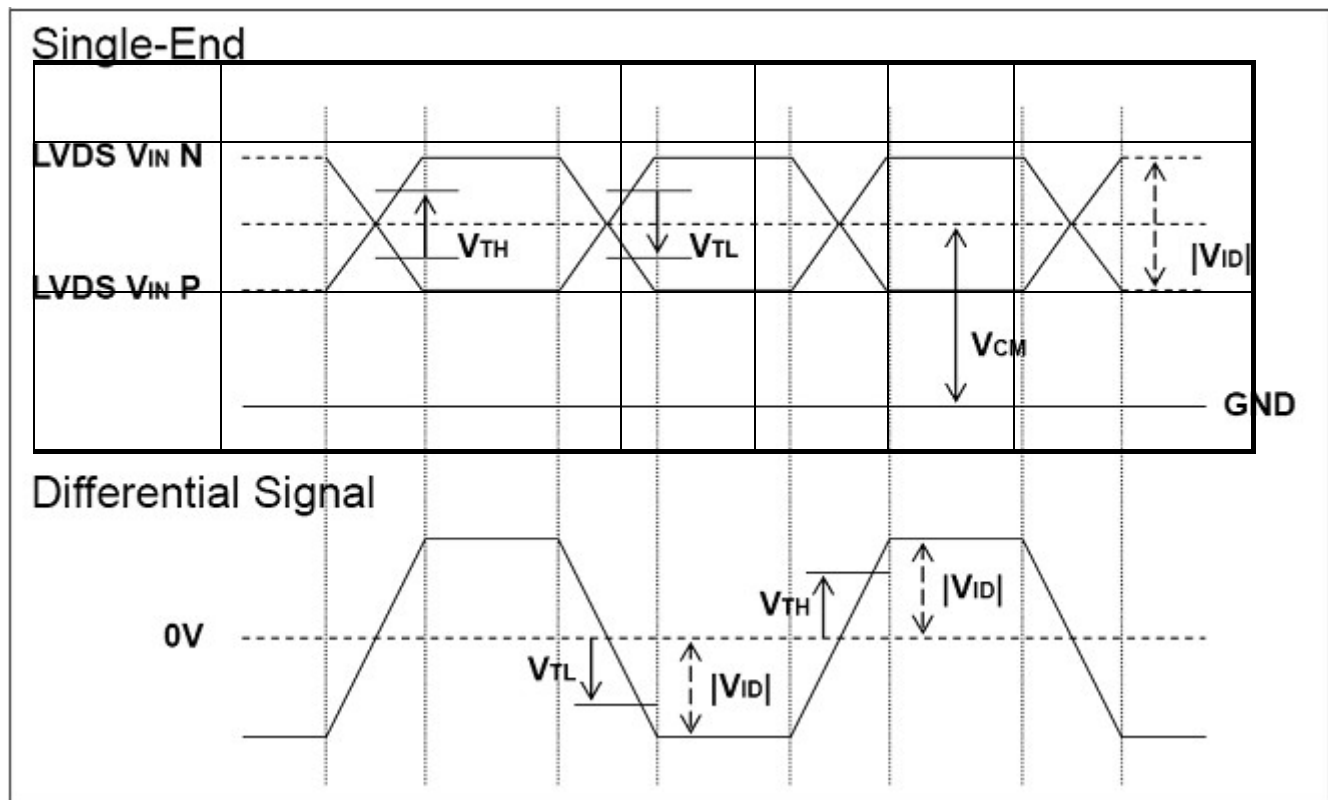 Single-End
LVDS VIN N
VTH
VTL
|VID|
LVDS VIN P
VCM
GND
Differential Signal
VTH
|VID|
0V
VTL
|VID|